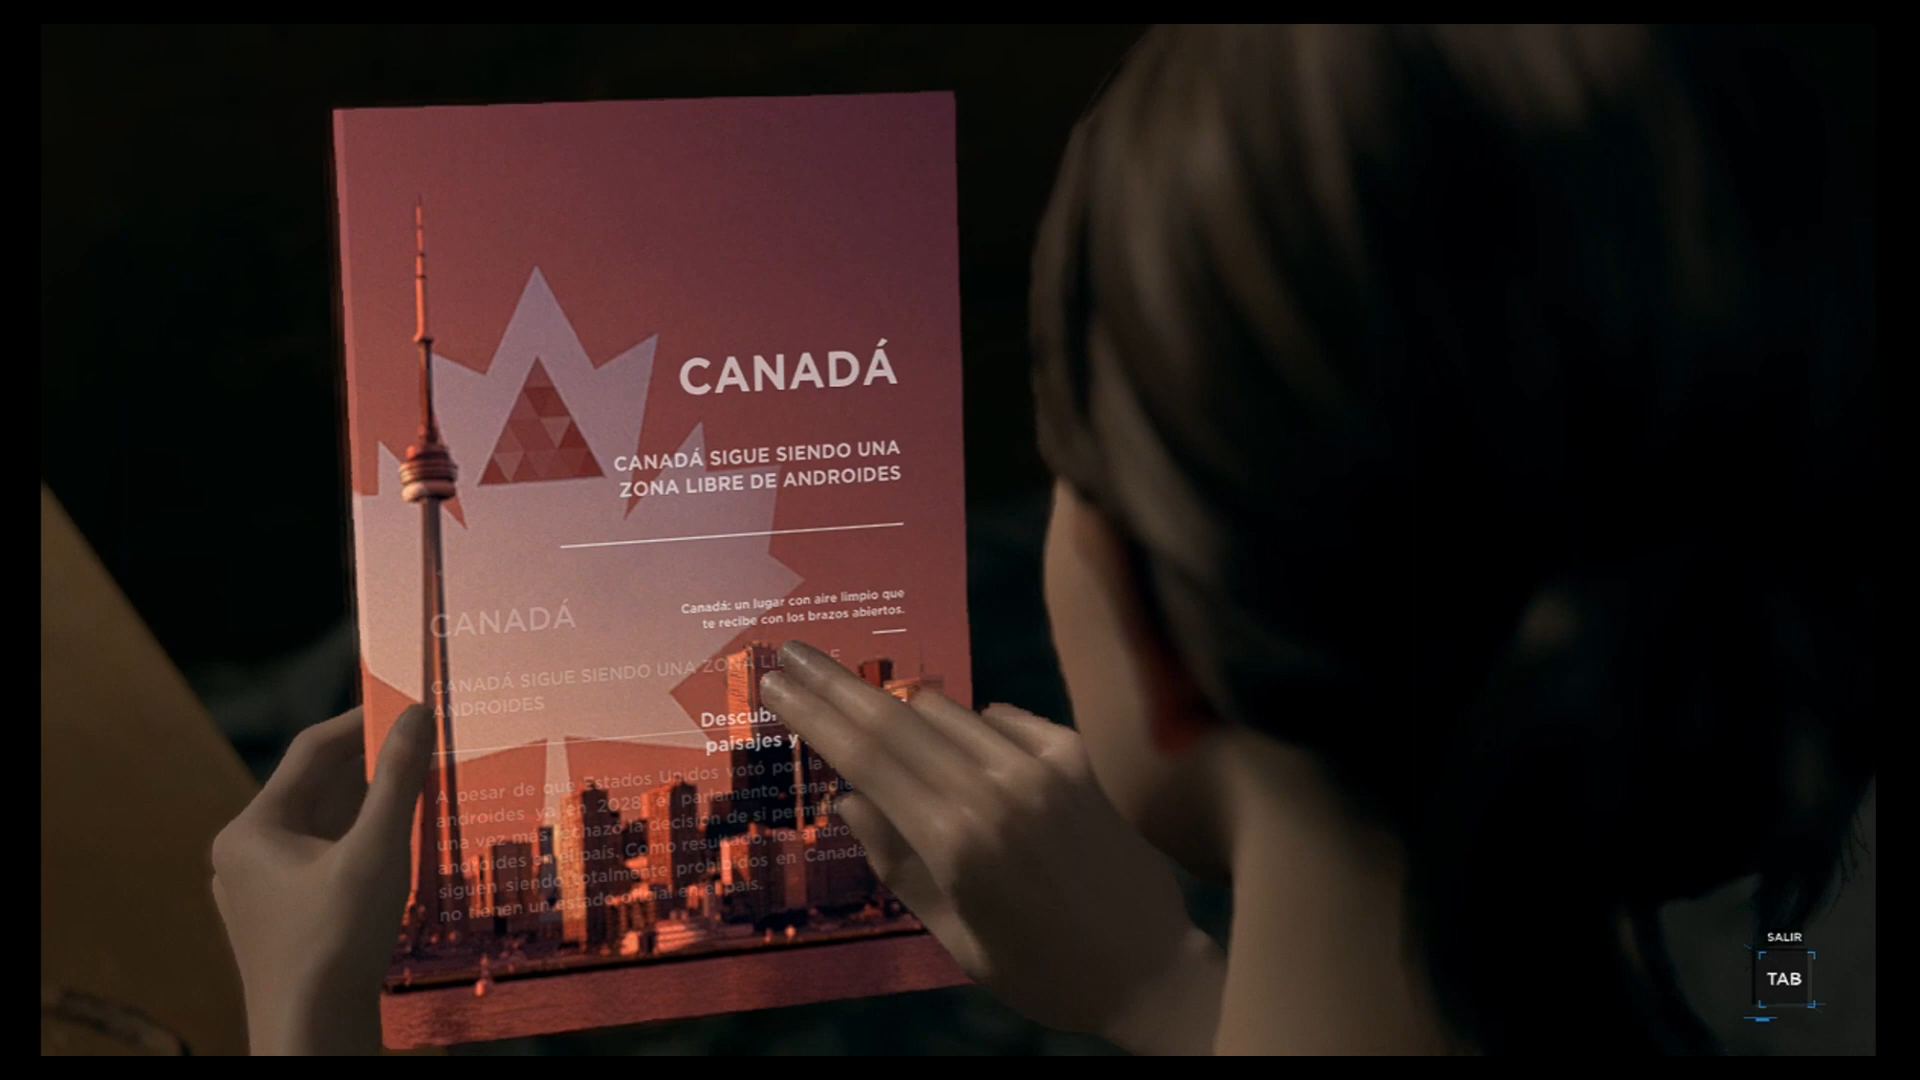 CANADÁ
CANADÁ SIGUE SIENDO UNA
ZONA LIBRE DE ANDROIDES
Canadá: un lugar con aire limpio que
te recibe con los brazos abiertos.
paisajes y
CANADÁ
CANADÁ SIGUE SIENDO UNA ZONA
ANDROIDES
A pesar de que Estados Unidos votó por la
androides ya en 2028, el parlamento
una vez más rechazó la decisión de si
androides en el país. Como resultado, los
siguen siendo totalmente prohibidos en Canadá
no tienen un estado oficial en el país.
SALIR
TAB